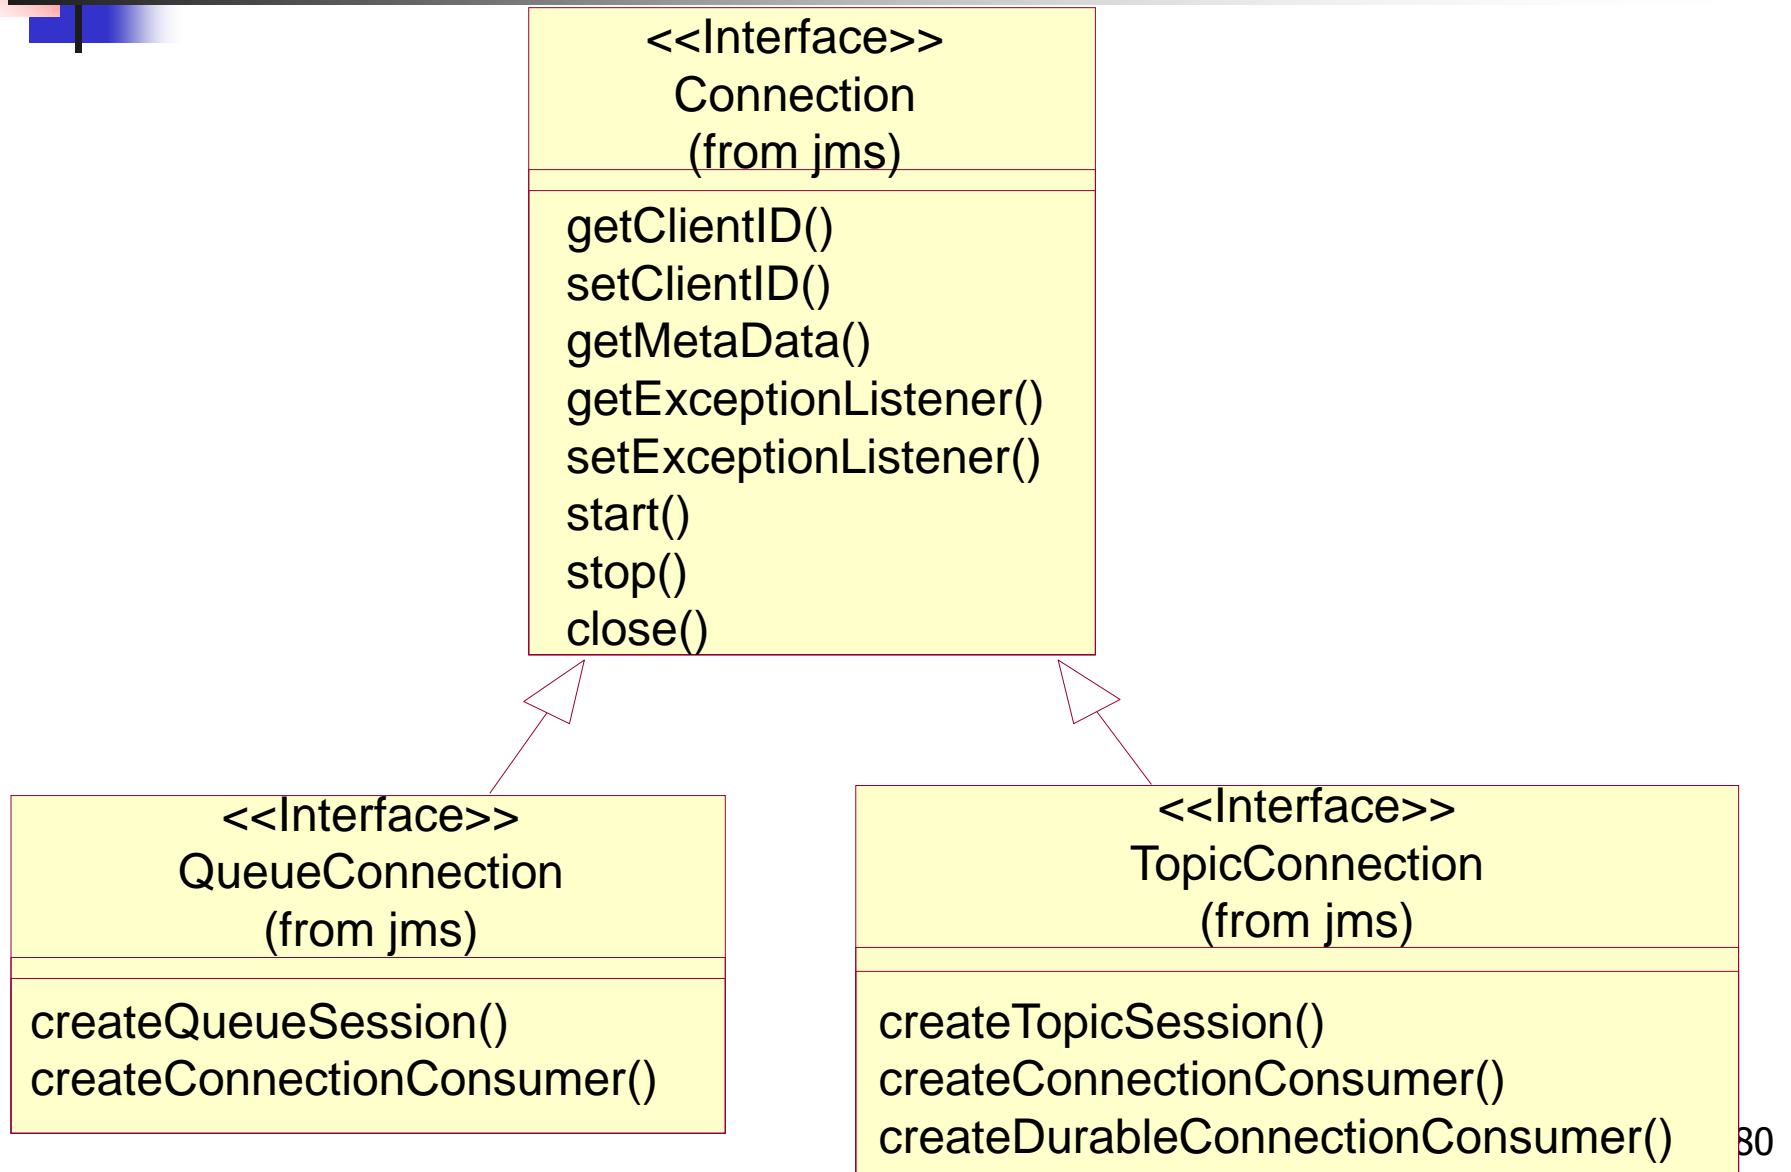 <<Interface>>
Connection
(from jms)
getClientID()
setClientID()
getMetaData()
getExceptionListener()
setExceptionListener()
start()
stop()
close()
<<Interface>>
QueueConnection
(from jms)
createQueueSession()
createConnectionConsumer()
<<Interface>>
TopicConnection
(from jms)
createTopicSession()
createConnectionConsumer()
createDurableConnectionConsumer()
80